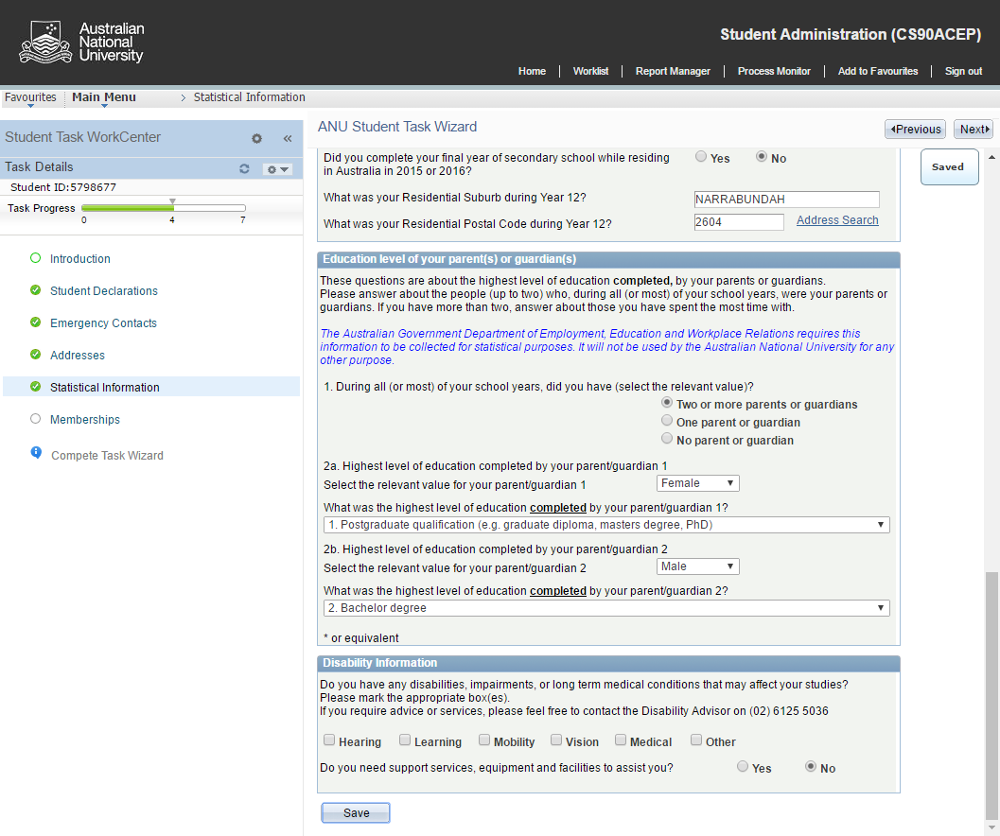 Australian
National
University
Student Administration (CS90ACEP)
Home Worklist Report Manager Process Monitor Add to Favourites Sign out
Favourites Main Menu > Statistical Information
Student Task WorkCenter «
Task Details
Student ID:5798677
Task Progress
0 4 7
Introduction
Student Declarations
Emergency Contacts
Addresses
Statistical Information
Memberships
Compete Task Wizard
ANU Student Task Wizard
Previous Next
Saved
Did you complete your final year of secondary school while residing
in Australia in 2015 or 2016?
Yes No
What was your Residential Suburb during Year 12? NARRABUNDAH
What was your Residential Postal Code during Year 12? 2604 Address Search
Education level of your parent(s) or guardian(s)
These questions are about the highest level of education completed, by your parents or guardians.
Please answer about the people (up to two) who, during all (or most) of your school years, were your parents or
guardians. If you have more than two, answer about those you have spent the most time with.
The Australian Government Department of Employment, Education and Workplace Relations requires this
information to be collected for statistical purposes. It will not be used by the Australian National University for any
other purpose.
1. During all (or most) of your school years, did you have (select the relevant value)?
Two or more parents or guardians
One parent or guardian
No parent or guardian
2a. Highest level of education completed by your parent/guardian 1
Select the relevant value for your parent/guardian 1 Female
What was the highest level of education completed by your parent/guardian 1?
1. Postgraduate qualification (e.g. graduate diploma, masters degree, PhD)
2b. Highest level of education completed by your parent/guardian 2
Select the relevant value for your parent/guardian 2 Male
What was the highest level of education completed by your parent/guardian 2?
2. Bachelor degree
* or equivalent
Disability Information
Do you have any disabilities, impairments, or long term medical conditions that may affect your studies?
Please mark the appropriate box(es).
If you require advice or services, please feel free to contact the Disability Advisor on (02) 6125 5036
Hearing Learning Mobility Vision Medical Other
Do you need support services, equipment and facilities to assist you? Yes No
Save